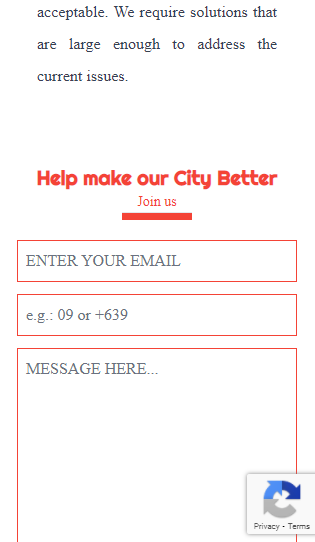 acceptable. We require solutions that
are large enough to address the
current issues.
Help make our City Better
Join us
ENTER YOUR EMAIL
e.g.: 09 or +639
MESSAGE HERE...
Privacy - Terms